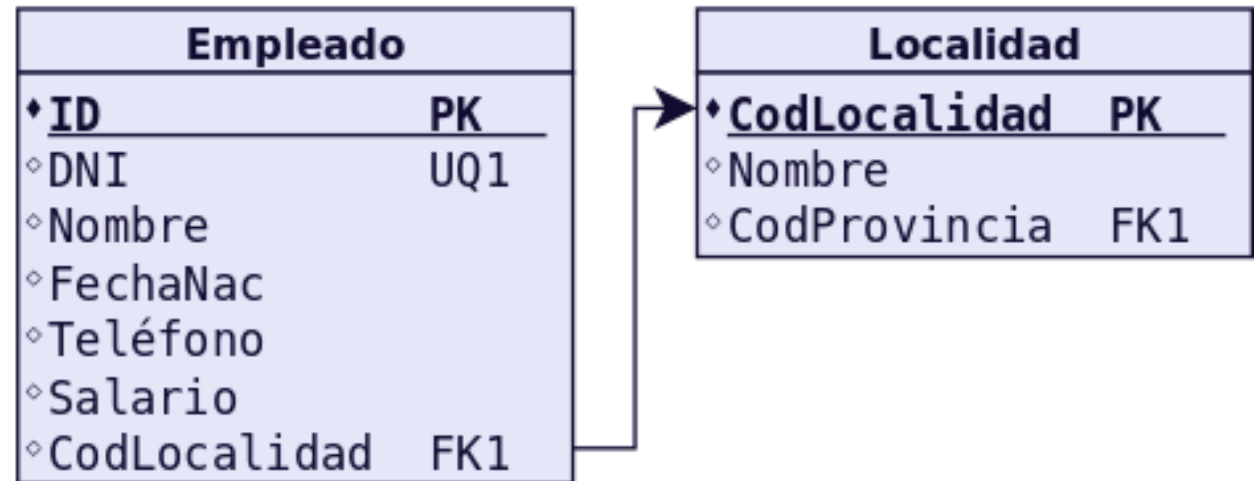 Empleado
ID PK
DNI UQ1
Nombre
FechaNac
Teléfono
Salario
CodLocalidad FK1
Localidad
CodLocalidad PK
Nombre
CodProvincia FK1